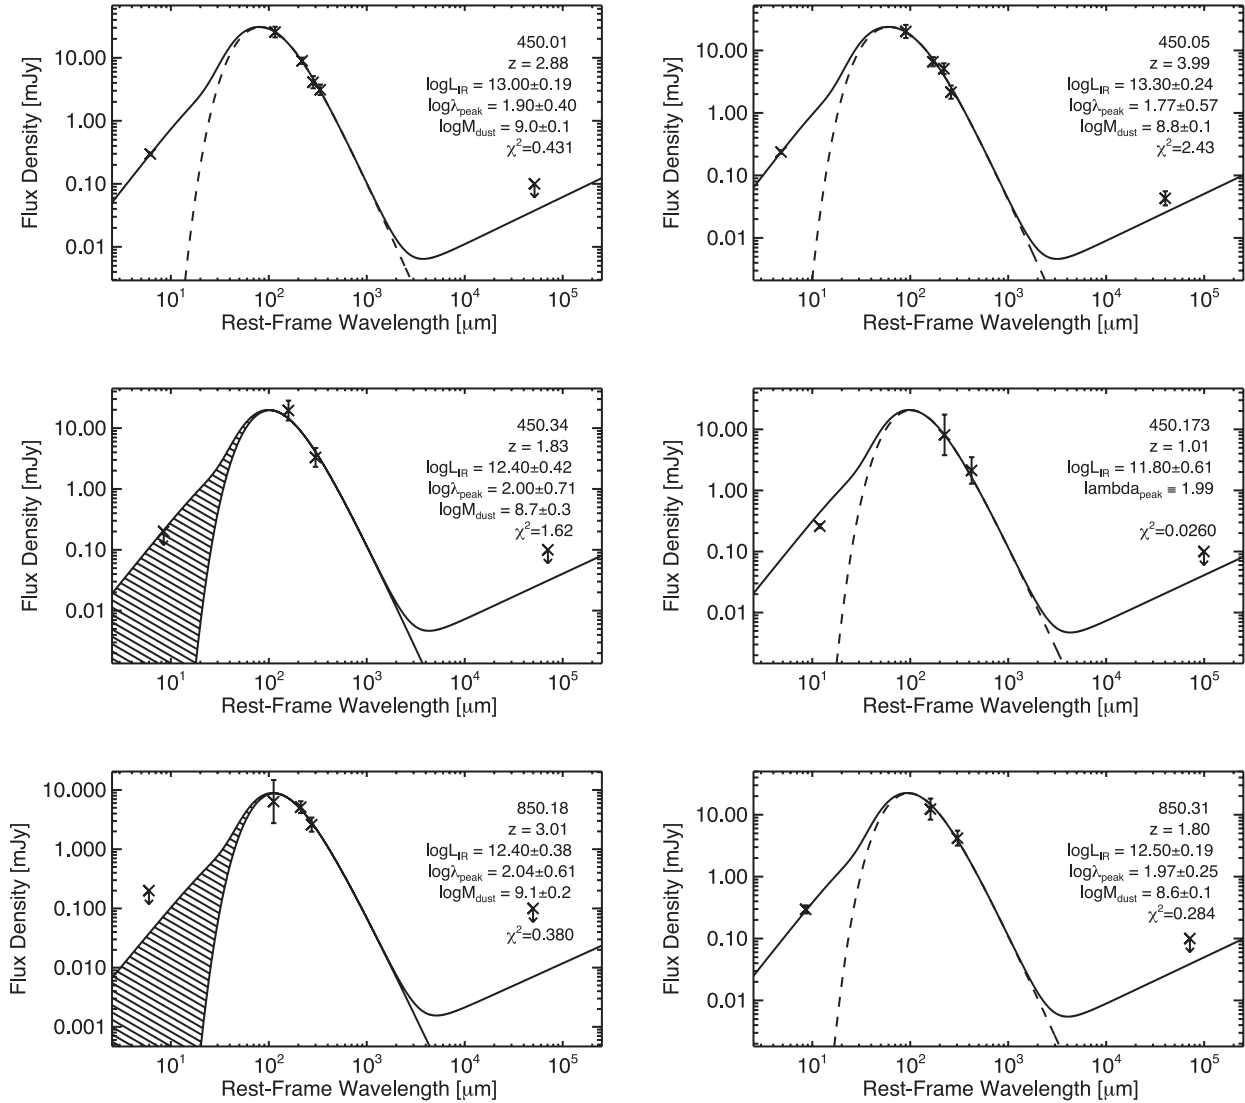 450.01
z = 2.88
logL_IR = 13.00±0.19
logλ_peak = 1.90±0.40
logM_dust = 9.0±0.1
χ²=0.431
Flux Density [mJy]
10.00
1.00
0.10
0.01
10¹ 10² 10³ 10⁴ 10⁵
Rest-Frame Wavelength [μm]
450.05
z = 3.99
logL_IR = 13.30±0.24
logλ_peak = 1.77±0.57
logM_dust = 8.8±0.1
χ²=2.43
Flux Density [mJy]
10.00
1.00
0.10
0.01
10¹ 10² 10³ 10⁴ 10⁵
Rest-Frame Wavelength [μm]
450.34
z = 1.83
logL_IR = 12.40±0.42
logλ_peak = 2.00±0.71
logM_dust = 8.7±0.3
χ²=1.62
Flux Density [mJy]
10.00
1.00
0.10
0.01
10¹ 10² 10³ 10⁴ 10⁵
Rest-Frame Wavelength [μm]
450.173
z = 1.01
logL_IR = 11.80±0.61
lambda_peak ≡ 1.99
χ²=0.0260
Flux Density [mJy]
10.00
1.00
0.10
0.01
10¹ 10² 10³ 10⁴ 10⁵
Rest-Frame Wavelength [μm]
850.18
z = 3.01
logL_IR = 12.40±0.38
logλ_peak = 2.04±0.61
logM_dust = 9.1±0.2
χ²=0.380
Flux Density [mJy]
10.000
1.000
0.100
0.010
0.001
10¹ 10² 10³ 10⁴ 10⁵
Rest-Frame Wavelength [μm]
850.31
z = 1.80
logL_IR = 12.50±0.19
logλ_peak = 1.97±0.25
logM_dust = 8.6±0.1
χ²=0.284
Flux Density [mJy]
10.00
1.00
0.10
0.01
10¹ 10² 10³ 10⁴ 10⁵
Rest-Frame Wavelength [μm]